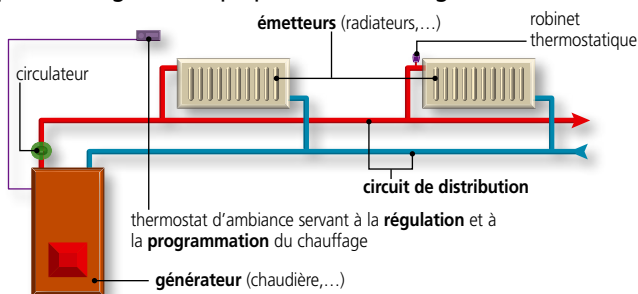 émetteurs (radiateurs,…)
robinet
thermostatique
circulateur
circuit de distribution
thermostat d'ambiance servant à la régulation et à
la programmation du chauffage
générateur (chaudière,…)